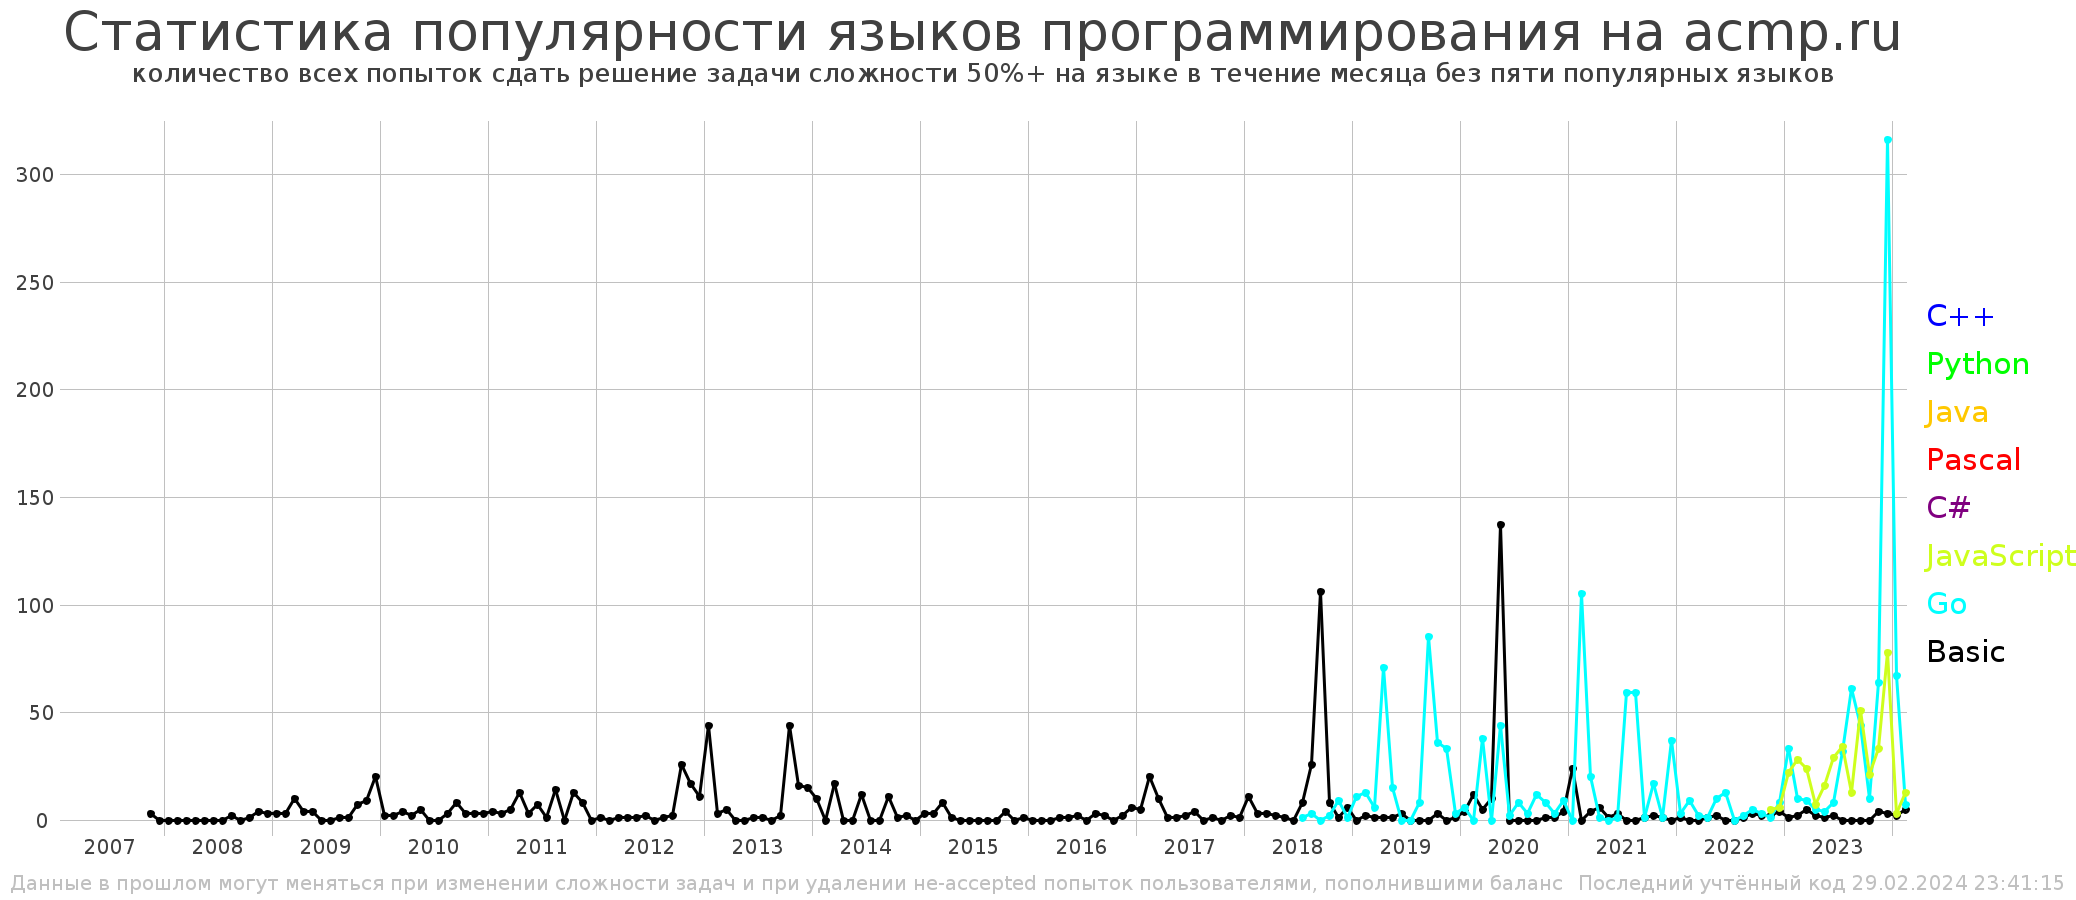 Статистика популярности языков программирования на acmp.ru
количество всех попыток сдать решение задачи сложности 50%+ на языке в течение месяца без пяти популярных языков
300
250
200
150
100
50
0
2007 2008 2009 2010 2011 2012 2013 2014 2015 2016 2017 2018 2019 2020 2021 2022 2023
C++
Python
Java
Pascal
C#
JavaScript
Go
Basic
Данные в прошлом могут меняться при изменении сложности задач и при удалении не-accepted попыток пользователями, пополнившими баланс Последний учтённый код 29.02.2024 23:41:15